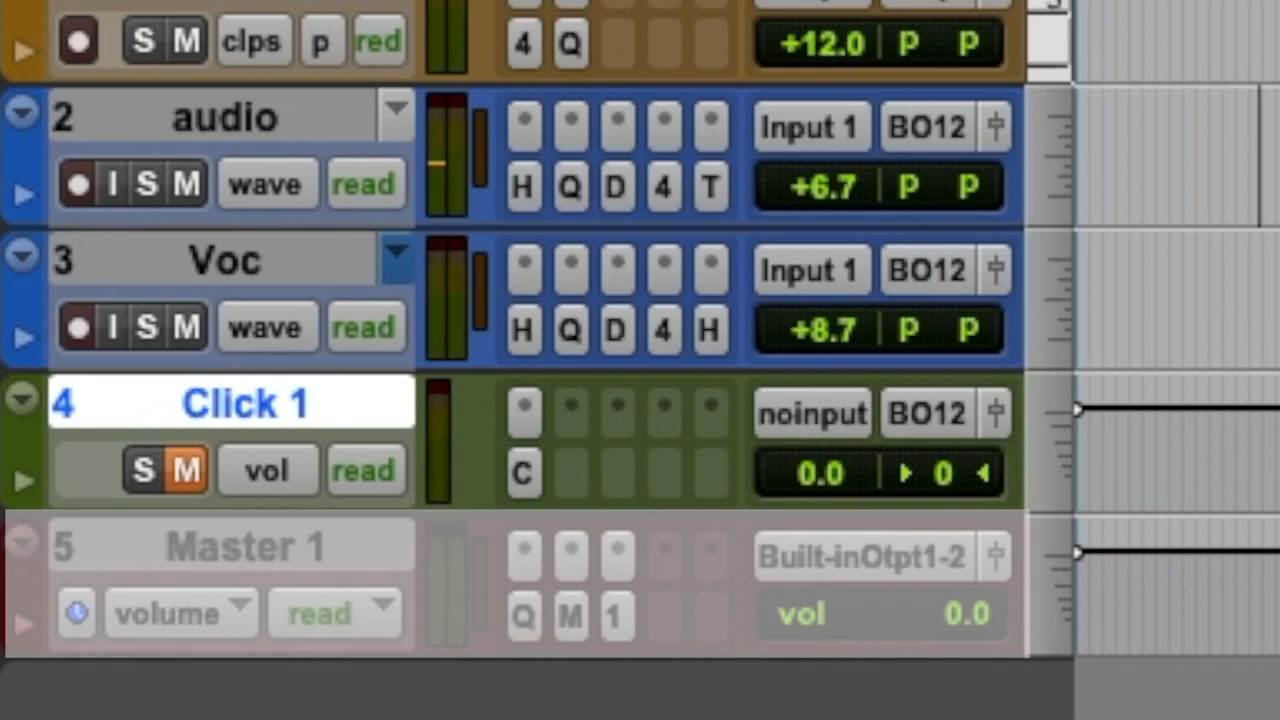 S M clps p red 4 Q +12.0 p p
2 audio Input 1 BO12
I S M wave read H Q D 4 T +6.7 p p
3 Voc Input 1 BO12
I S M wave read H Q D 4 H +8.7 p p
4 Click 1 noinput BO12
S M vol read C 0.0 0
5 Master 1 Built-inOtpt1-2
volume read Q M 1 vol 0.0